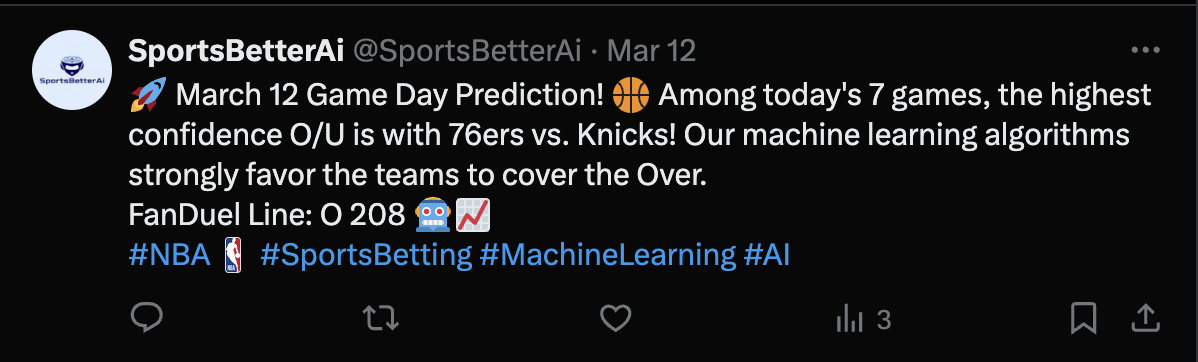 SportsBetterAi
SportsBetterAi @SportsBetterAi · Mar 12
🚀 March 12 Game Day Prediction! 🏀 Among today's 7 games, the highest
confidence O/U is with 76ers vs. Knicks! Our machine learning algorithms
strongly favor the teams to cover the Over.
FanDuel Line: O 208 🤖📈
#NBA #SportsBetting #MachineLearning #AI
3